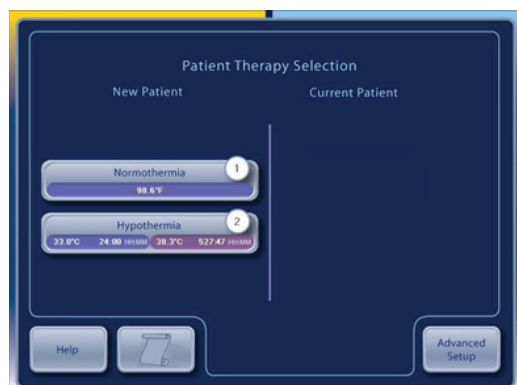 Patient Therapy Selection
New Patient
Current Patient
Normothermia
1
98.6°F
Hypothermia
2
33.0°C 24:00 HH:MM 38.3°C 527:47 HH:MM
Help
Advanced
Setup